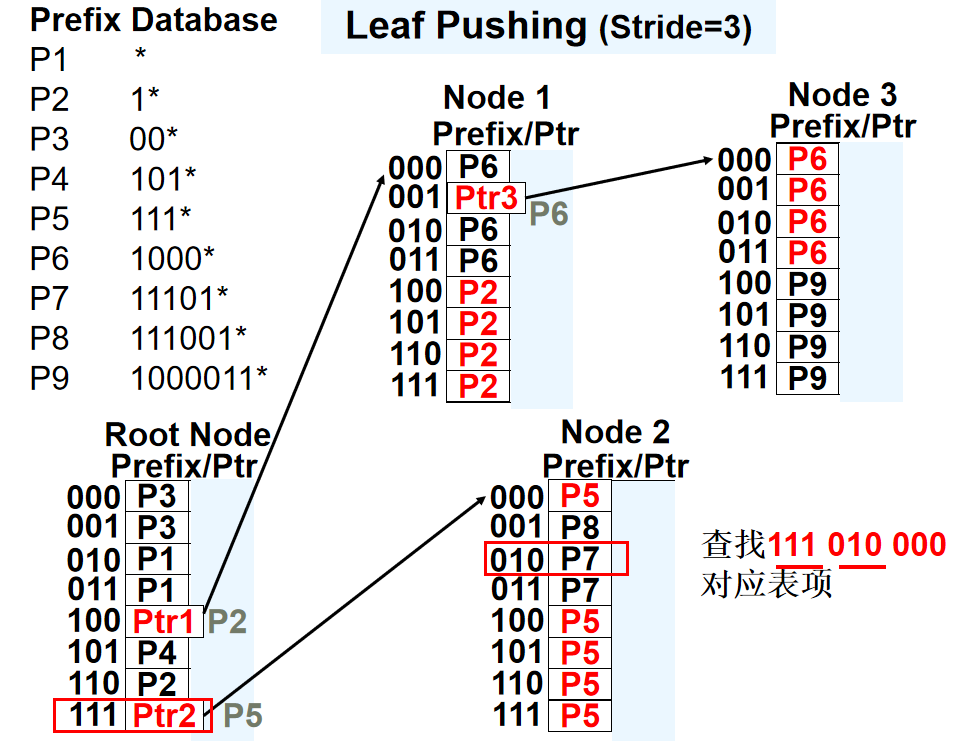 Prefix Database
P1 *
P2 1*
P3 00*
P4 101*
P5 111*
P6 1000*
P7 11101*
P8 111001*
P9 1000011*
Leaf Pushing (Stride=3)
Node 1
Prefix/Ptr
000 P6
001 Ptr3 P6
010 P6
011 P6
100 P2
101 P2
110 P2
111 P2
Node 3
Prefix/Ptr
000 P6
001 P6
010 P6
011 P6
100 P9
101 P9
110 P9
111 P9
Root Node
Prefix/Ptr
000 P3
001 P3
010 P1
011 P1
100 Ptr1 P2
101 P4
110 P2
111 Ptr2 P5
Node 2
Prefix/Ptr
000 P5
001 P8
010 P7
011 P7
100 P5
101 P5
110 P5
111 P5
查找111 010 000
对应表项